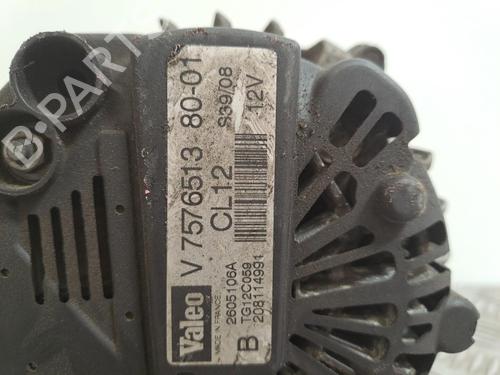 B-PARTS
Valeo
MADE IN FRANCE
V 7576513 80-01
CL12 S39/08
12V
2605106A
TG12C059
B 208114991